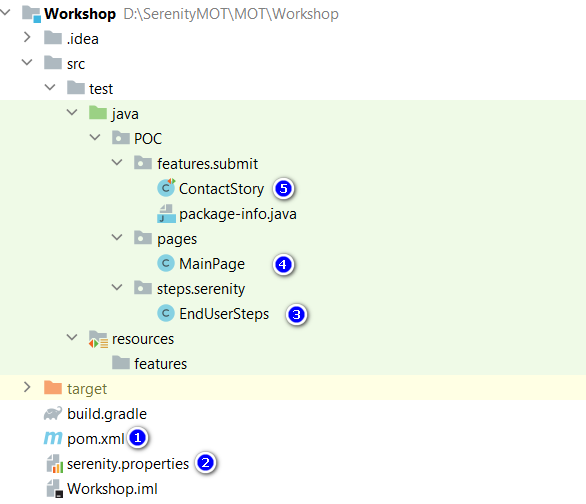 Workshop D:\SerenityMOT\MOT\Workshop
.idea
src
test
java
POC
features.submit
ContactStory 5
package-info.java
pages
MainPage 4
steps.serenity
EndUserSteps 3
resources
features
target
build.gradle
pom.xml 1
serenity.properties 2
Workshop.iml